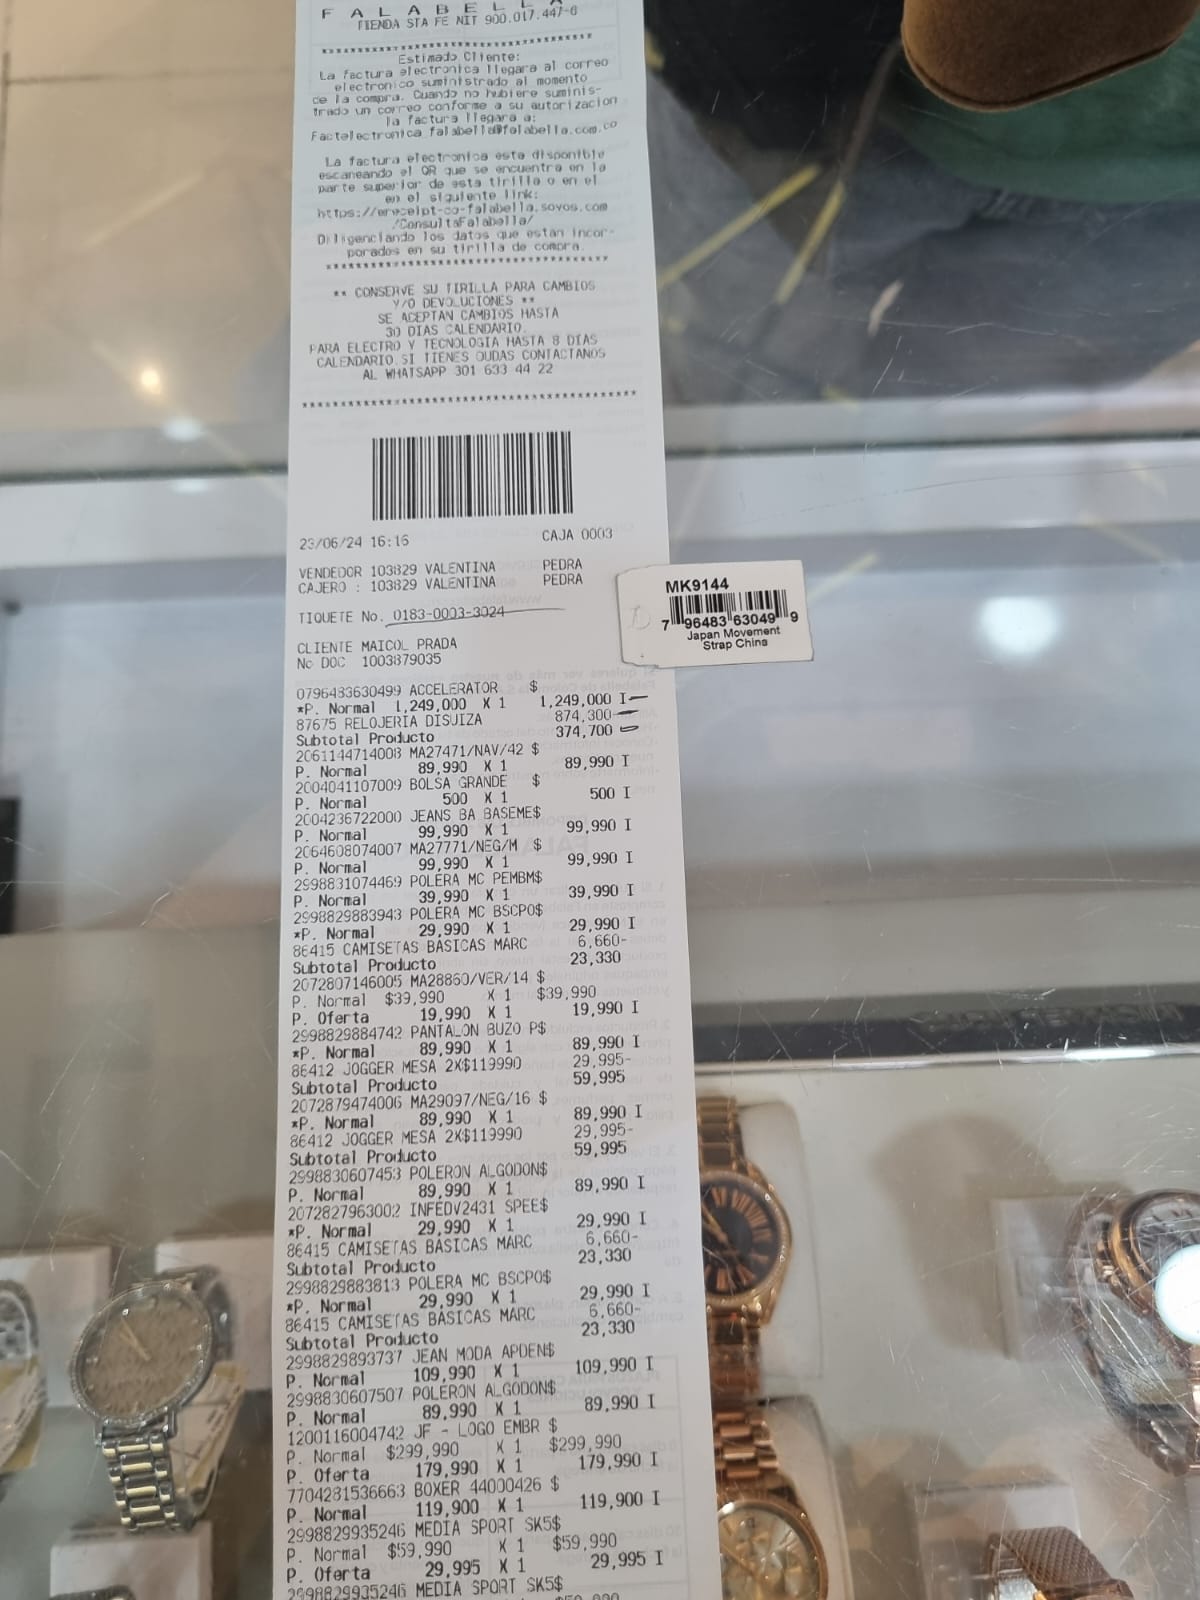 FALABELLA
TIENDA STA FE NIT 900.017.447-6
Estimado Cliente:
La factura electronica llegara al correo
electronico suministrado al momento
de la compra. Cuando no hubiere suminis-
trado un correo conforme a su autorizacion
la factura llegara a:
Factelectronica_falabella@falabella.com.co
La factura electronica esta disponible
escaneando el QR que se encuentra en la
parte superior de esta tirilla o en el
en el siguiente link:
https://ereceipt-co-falabella.sovos.com
/ConsultaFalabella/
Diligenciando los datos que estan incor-
porados en su tirilla de compra.
** CONSERVE SU TIRILLA PARA CAMBIOS
Y/O DEVOLUCIONES **
SE ACEPTAN CAMBIOS HASTA
30 DIAS CALENDARIO.
PARA ELECTRO Y TECNOLOGIA HASTA 8 DIAS
CALENDARIO.SI TIENES DUDAS CONTACTANOS
AL WHATSAPP 301 633 44 22
23/06/24 16:16 CAJA 0003
VENDEDOR 103829 VALENTINA PEDRA
CAJERO : 103829 VALENTINA PEDRA
TIQUETE No. 0183-0003-3024
CLIENTE MAICOL PRADA
No DOC 1003879035
0796483630499 ACCELERATOR $
*P. Normal 1,249,000 X 1 1,249,000 I
87675 RELOJERIA DISUIZA 874,300-
Subtotal Producto 374,700
2061144714008 MA27471/NAV/42 $
P. Normal 89,990 X 1 89,990 I
2004041107009 BOLSA GRANDE $
P. Normal 500 X 1 500 I
2004236722000 JEANS BA BASEME$
P. Normal 99,990 X 1 99,990 I
2064608074007 MA27771/NEG/M $
P. Normal 99,990 X 1 99,990 I
2998831074469 POLERA MC PEMBM$
P. Normal 39,990 X 1 39,990 I
2998829883943 POLERA MC BSCPO$
*P. Normal 29,990 X 1 29,990 I
86415 CAMISETAS BASICAS MARC 6,660-
Subtotal Producto 23,330
2072807146005 MA28860/VER/14 $
P. Normal $39,990 X 1 $39,990
P. Oferta 19,990 X 1 19,990 I
2998829884742 PANTALON BUZO P$
*P. Normal 89,990 X 1 89,990 I
86412 JOGGER MESA 2X$119990 29,995-
Subtotal Producto 59,995
2072879474006 MA29097/NEG/16 $
*P. Normal 89,990 X 1 89,990 I
86412 JOGGER MESA 2X$119990 29,995-
Subtotal Producto 59,995
2998830607453 POLERON ALGODON$
P. Normal 89,990 X 1 89,990 I
2072827963002 INFEDV2431 SPEE$
*P. Normal 29,990 X 1 29,990 I
86415 CAMISETAS BASICAS MARC 6,660-
Subtotal Producto 23,330
2998829883813 POLERA MC BSCPO$
*P. Normal 29,990 X 1 29,990 I
86415 CAMISETAS BASICAS MARC 6,660-
Subtotal Producto 23,330
2998829893737 JEAN MODA APDEN$
P. Normal 109,990 X 1 109,990 I
2998830607507 POLERON ALGODON$
P. Normal 89,990 X 1 89,990 I
1200116004742 JF - LOGO EMBR $
P. Normal $299,990 X 1 $299,990
P. Oferta 179,990 X 1 179,990 I
7704281536663 BOXER 44000426 $
P. Normal 119,900 X 1 119,900 I
2998829935246 MEDIA SPORT SK5$
P. Normal $59,990 X 1 $59,990
P. Oferta 29,995 X 1 29,995 I
2998829935246 MEDIA SPORT SK5$
MK9144
7 96483 63049 9
Japan Movement
Strap China